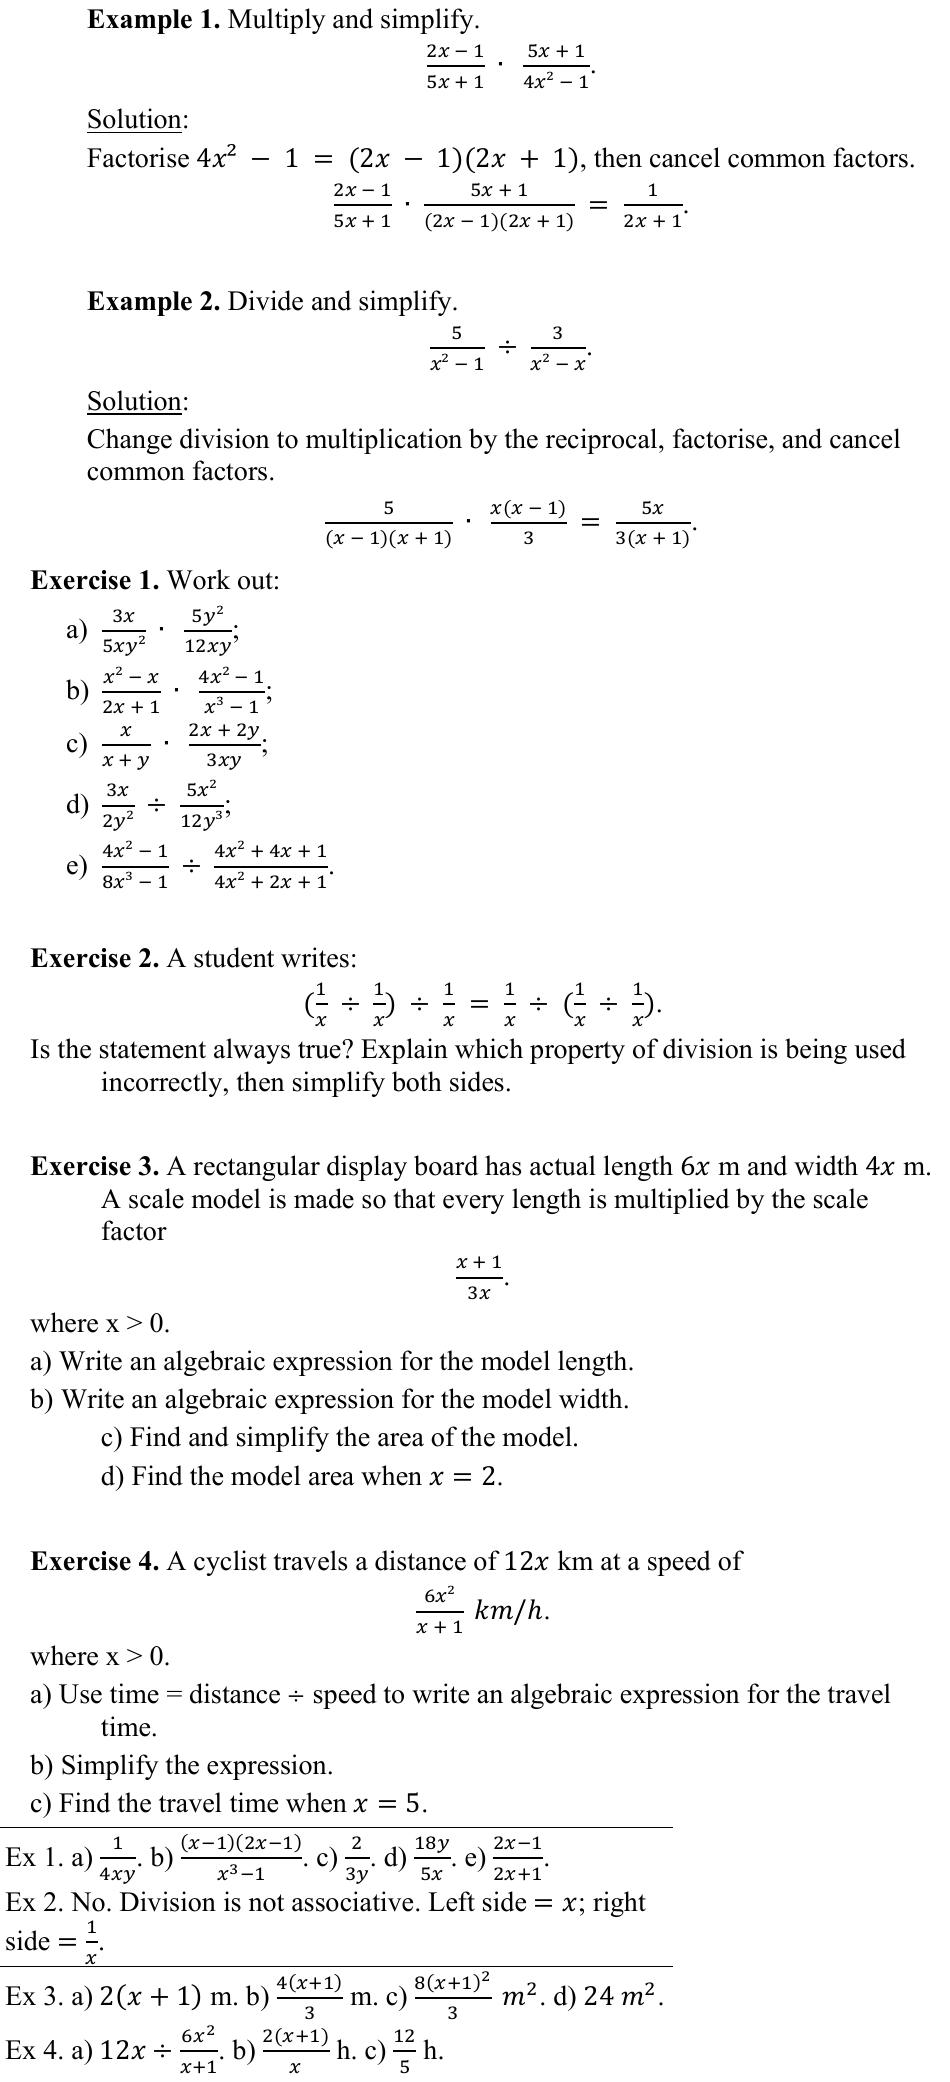 Example 1. Multiply and simplify.
(2x − 1)/(5x + 1) · (5x + 1)/(4x² − 1).
Solution:
Factorise 4x² − 1 = (2x − 1)(2x + 1), then cancel common factors.
(2x − 1)/(5x + 1) · (5x + 1)/((2x − 1)(2x + 1)) = 1/(2x + 1).
Example 2. Divide and simplify.
5/(x² − 1) ÷ 3/(x² − x).
Solution:
Change division to multiplication by the reciprocal, factorise, and cancel
common factors.
5/((x − 1)(x + 1)) · x(x − 1)/3 = 5x/(3(x + 1)).
Exercise 1. Work out:
a) 3x/(5xy²) · 5y²/(12xy);
b) (x² − x)/(2x + 1) · (4x² − 1)/(x³ − 1);
c) x/(x + y) · (2x + 2y)/(3xy);
d) 3x/(2y²) ÷ 5x²/(12y³);
e) (4x² − 1)/(8x³ − 1) ÷ (4x² + 4x + 1)/(4x² + 2x + 1).
Exercise 2. A student writes:
(1/x ÷ 1/x) ÷ 1/x = 1/x ÷ (1/x ÷ 1/x).
Is the statement always true? Explain which property of division is being used
incorrectly, then simplify both sides.
Exercise 3. A rectangular display board has actual length 6x m and width 4x m.
A scale model is made so that every length is multiplied by the scale
factor
(x + 1)/(3x).
where x > 0.
a) Write an algebraic expression for the model length.
b) Write an algebraic expression for the model width.
c) Find and simplify the area of the model.
d) Find the model area when x = 2.
Exercise 4. A cyclist travels a distance of 12x km at a speed of
6x²/(x + 1) km/h.
where x > 0.
a) Use time = distance ÷ speed to write an algebraic expression for the travel
time.
b) Simplify the expression.
c) Find the travel time when x = 5.
Ex 1. a) 1/(4xy). b) (x−1)(2x−1)/(x³−1). c) 2/(3y). d) 18y/(5x). e) (2x−1)/(2x+1).
Ex 2. No. Division is not associative. Left side = x; right
side = 1/x.
Ex 3. a) 2(x + 1) m. b) 4(x+1)/3 m. c) 8(x+1)²/3 m². d) 24 m².
Ex 4. a) 12x ÷ 6x²/(x+1). b) 2(x+1)/x h. c) 12/5 h.